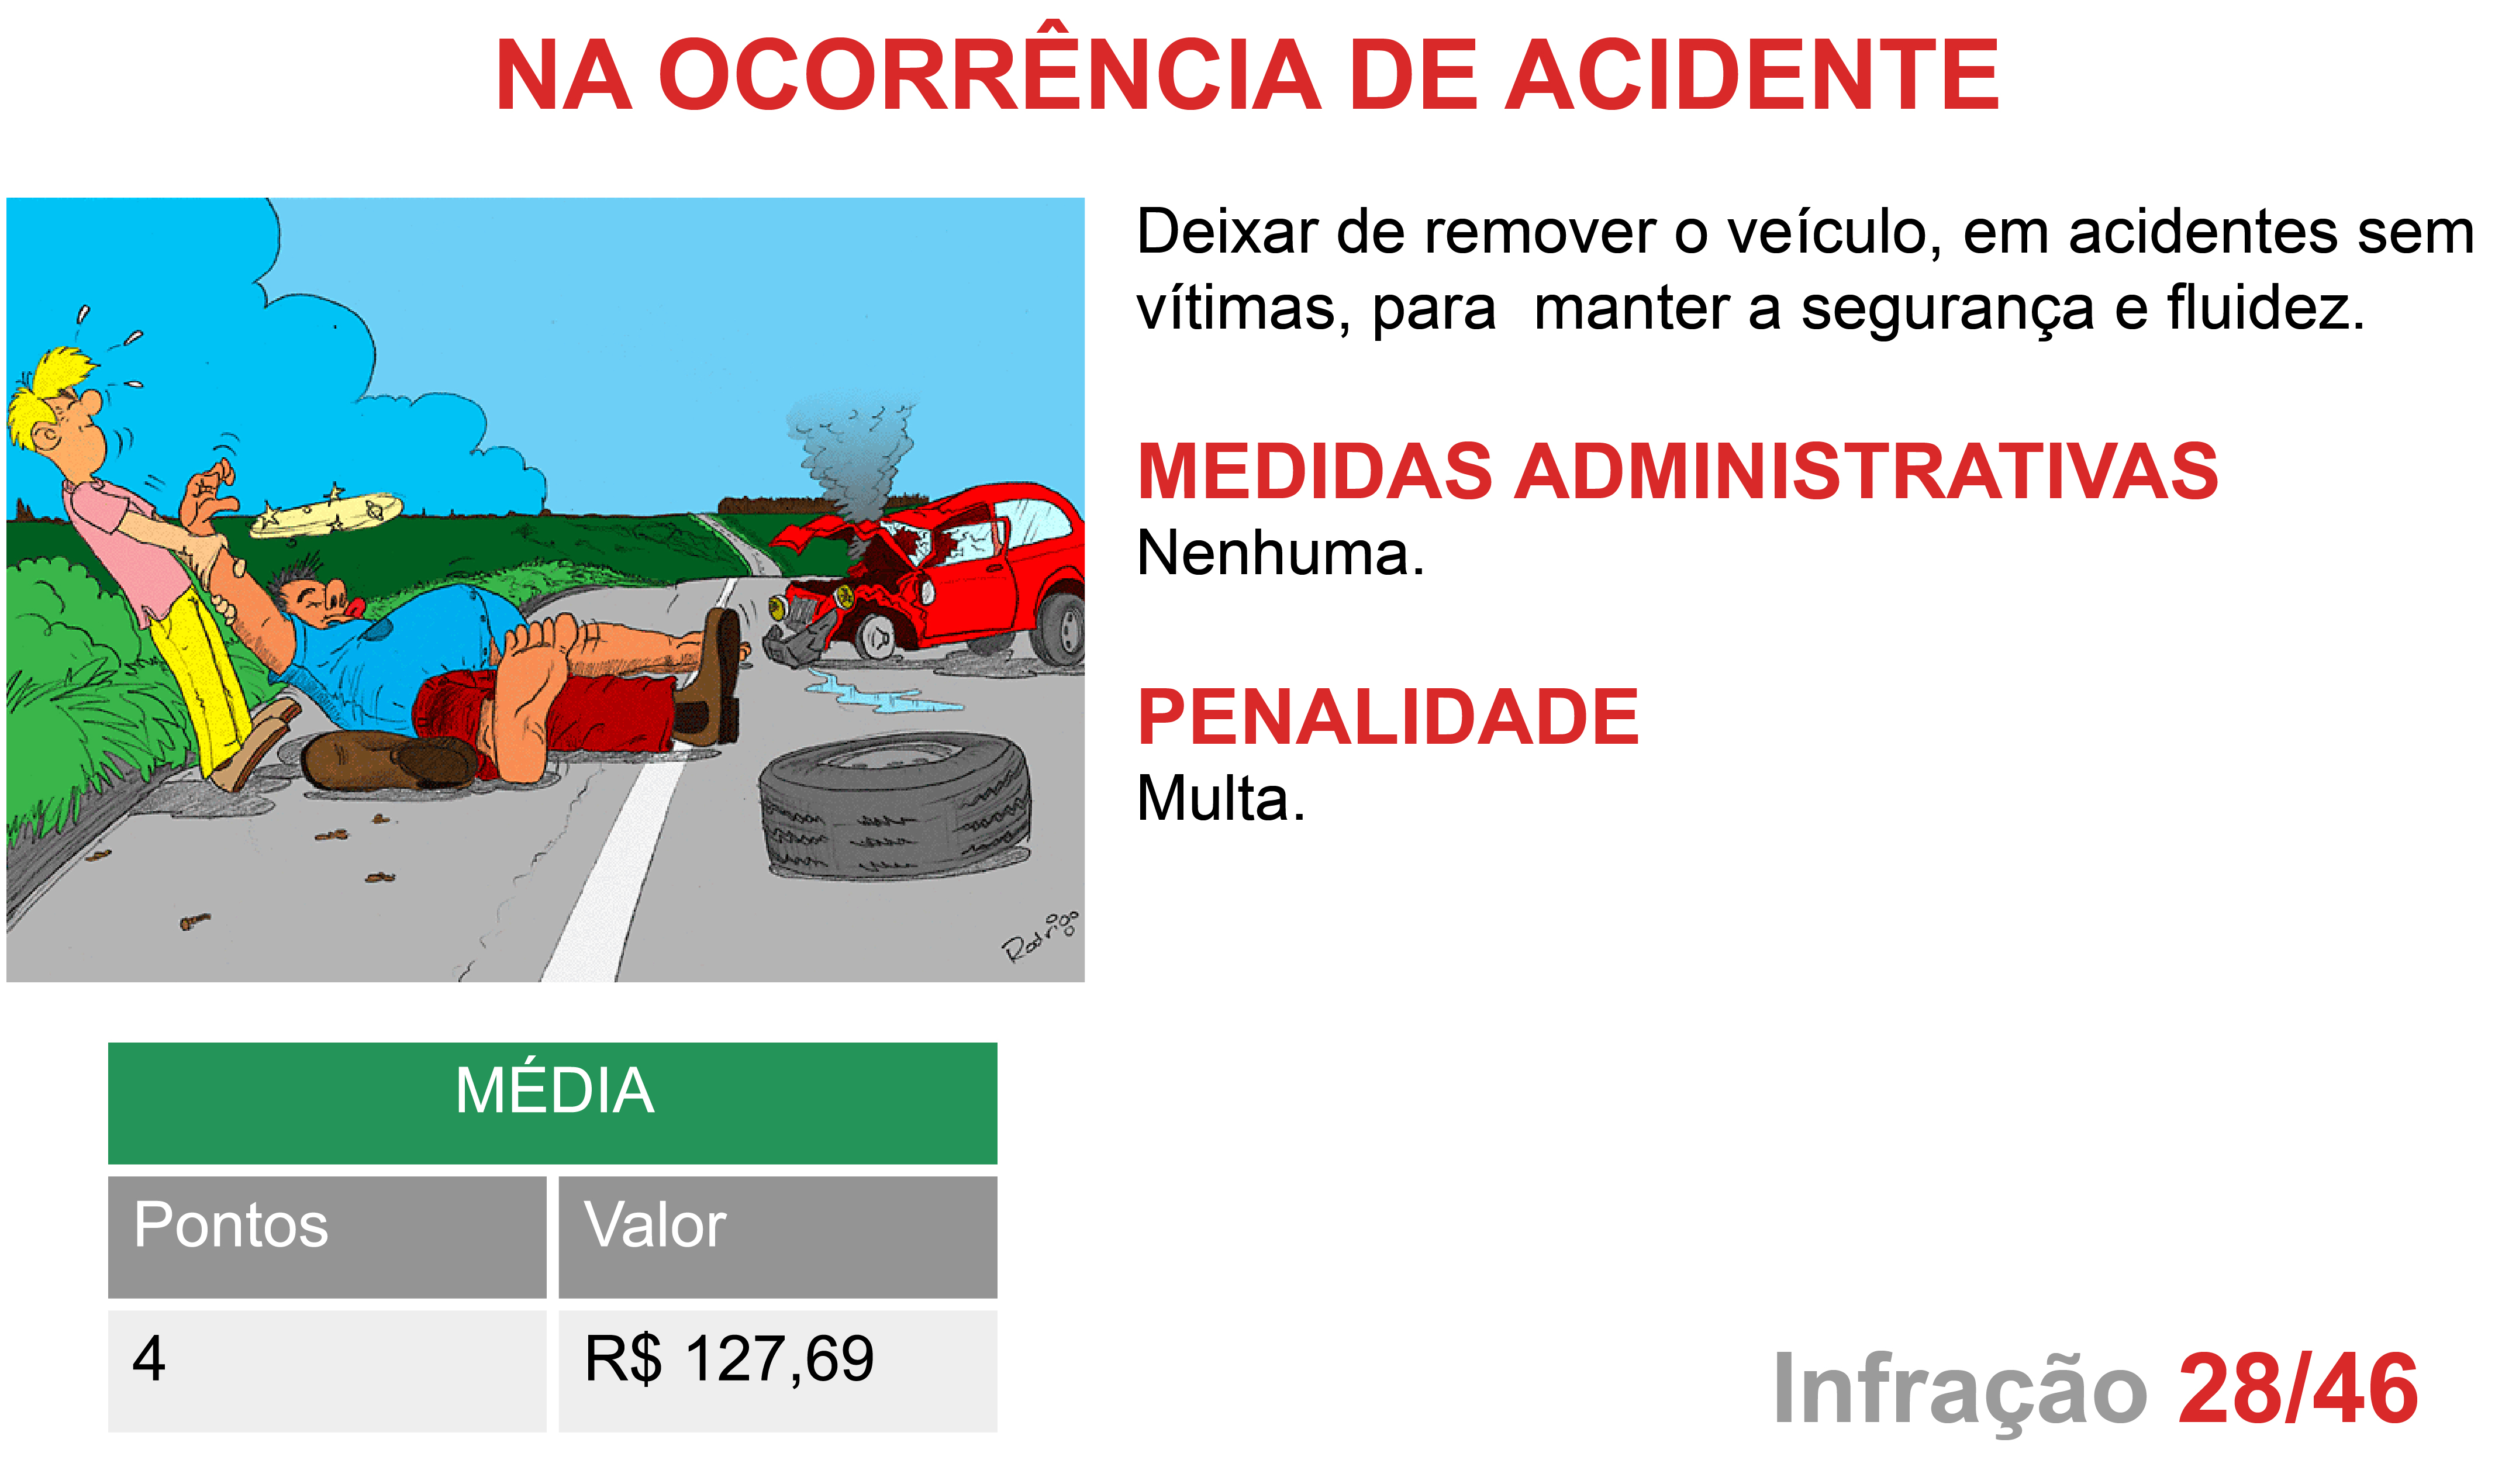 NA OCORRÊNCIA DE ACIDENTE
Deixar de remover o veículo, em acidentes sem
vítimas, para  manter a segurança e fluidez.
MEDIDAS ADMINISTRATIVAS
Nenhuma.
PENALIDADE
Multa.
Rodrigo
MÉDIA
Pontos Valor
4 R$ 127,69
Infração 28/46